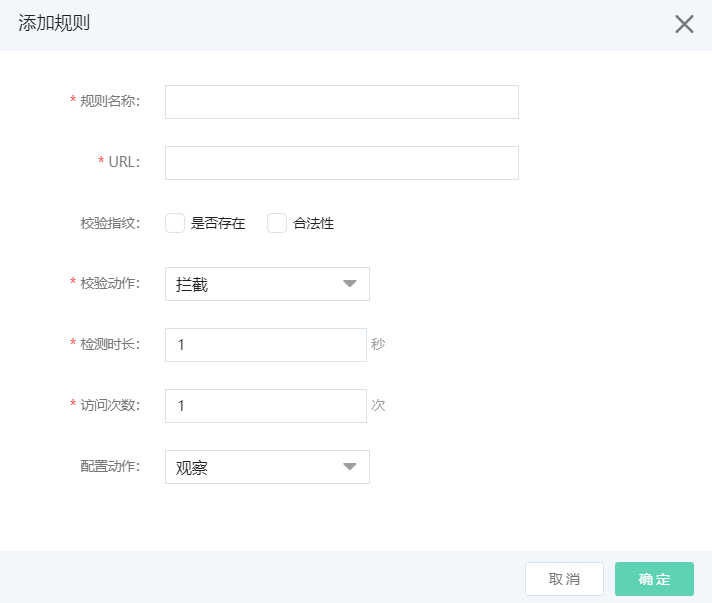 添加规则
* 规则名称:
* URL:
校验指纹: 是否存在 合法性
* 校验动作: 拦截
* 检测时长: 1 秒
* 访问次数: 1 次
配置动作: 观察
取消 确定